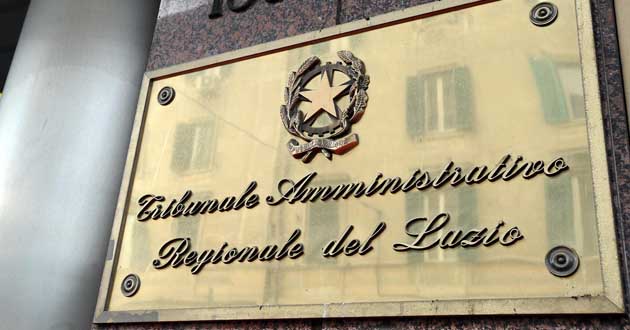 Tribunale Amministrativo
Regionale del Lazio